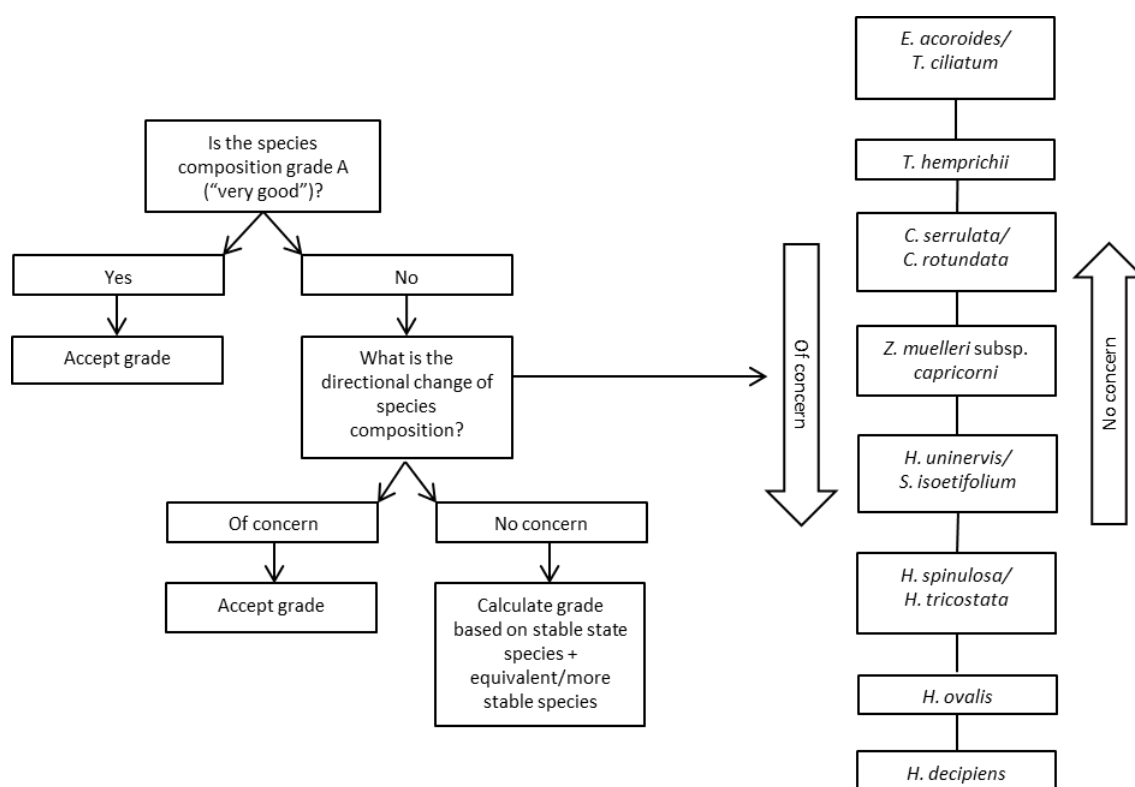 Is the species
composition grade A
(“very good”)?
Yes
No
Accept grade
What is the
directional change of
species
composition?
Of concern
No concern
Accept grade
Calculate grade
based on stable state
species +
equivalent/more
stable species
Of concern
E. acoroides/
T. ciliatum
T. hemprichii
C. serrulata/
C. rotundata
Z. muelleri subsp.
capricorni
H. uninervis/
S. isoetifolium
H. spinulosa/
H. tricostata
H. ovalis
H. decipiens
No concern